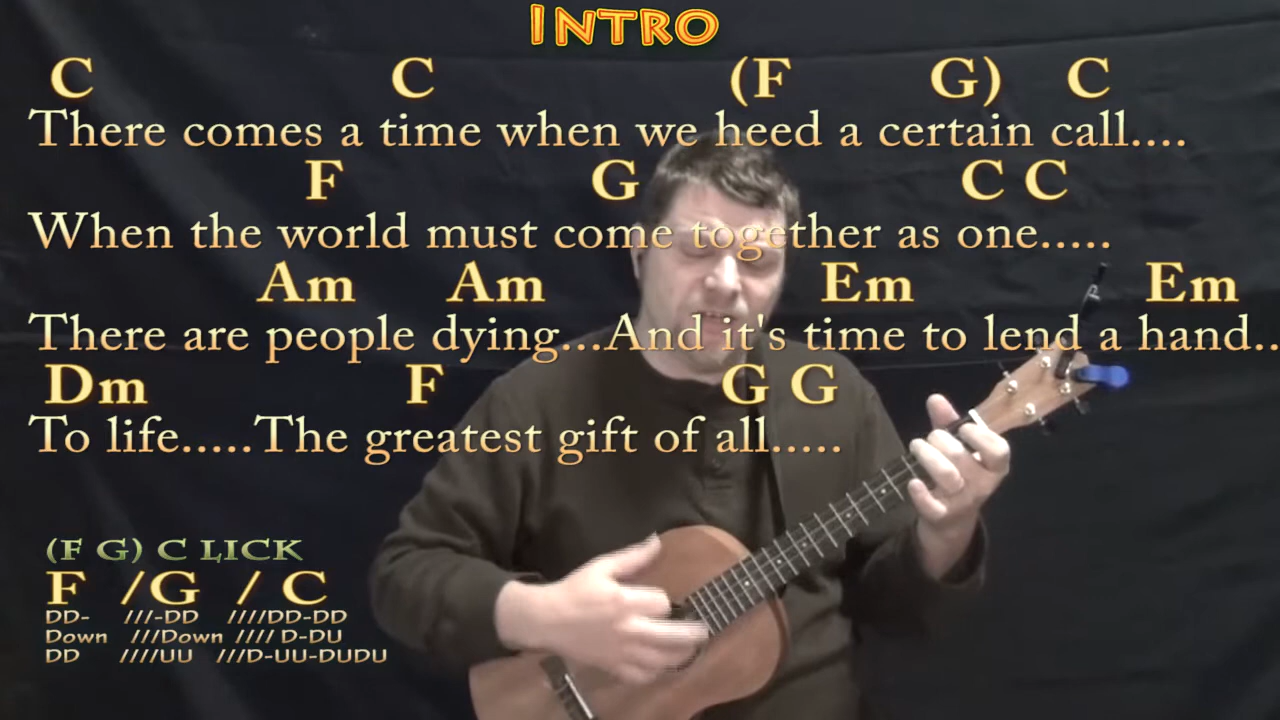 INTRO
C C (F G) C
There comes a time when we heed a certain call....
F G C C
When the world must come together as one.....
Am Am Em Em
There are people dying...And it's time to lend a hand..
Dm F G G
To life.....The greatest gift of all.....
(F G) C LICK
F /G / C
DD- ///-DD ////DD-DD
Down ///Down //// D-DU
DD ////UU ///D-UU-DUDU